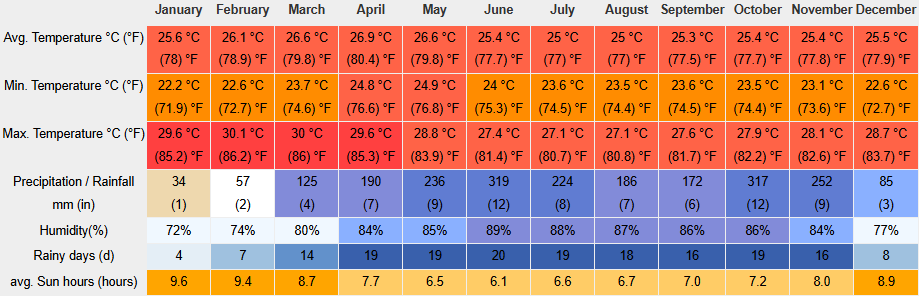 January February March April May June July August September October November December
Avg. Temperature °C (°F) 25.6 °C 26.1 °C 26.6 °C 26.9 °C 26.6 °C 25.4 °C 25 °C 25 °C 25.3 °C 25.4 °C 25.4 °C 25.5 °C
(78) °F (78.9) °F (79.8) °F (80.4) °F (79.8) °F (77.7) °F (77) °F (77) °F (77.5) °F (77.7) °F (77.8) °F (77.9) °F
Min. Temperature °C (°F) 22.2 °C 22.6 °C 23.7 °C 24.8 °C 24.9 °C 24 °C 23.6 °C 23.5 °C 23.6 °C 23.5 °C 23.1 °C 22.6 °C
(71.9) °F (72.7) °F (74.6) °F (76.6) °F (76.8) °F (75.3) °F (74.5) °F (74.4) °F (74.5) °F (74.4) °F (73.6) °F (72.7) °F
Max. Temperature °C (°F) 29.6 °C 30.1 °C 30 °C 29.6 °C 28.8 °C 27.4 °C 27.1 °C 27.1 °C 27.6 °C 27.9 °C 28.1 °C 28.7 °C
(85.2) °F (86.2) °F (86) °F (85.3) °F (83.9) °F (81.4) °F (80.7) °F (80.8) °F (81.7) °F (82.2) °F (82.6) °F (83.7) °F
Precipitation / Rainfall 34 57 125 190 236 319 224 186 172 317 252 85
mm (in) (1) (2) (4) (7) (9) (12) (8) (7) (6) (12) (9) (3)
Humidity(%) 72% 74% 80% 84% 85% 89% 88% 87% 86% 86% 84% 77%
Rainy days (d) 4 7 14 19 19 20 19 18 16 19 16 8
avg. Sun hours (hours) 9.6 9.4 8.7 7.7 6.5 6.1 6.6 6.7 7.0 7.2 8.0 8.9